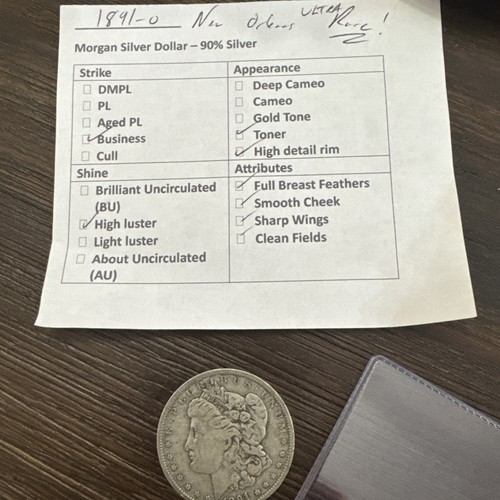 1891-O New Orleans ULTRA Rare!
Morgan Silver Dollar – 90% Silver
Strike
DMPL
PL
Aged PL
Business
Cull
Appearance
Deep Cameo
Cameo
Gold Tone
Toner
High detail rim
Shine
Brilliant Uncirculated
(BU)
High luster
Light luster
About Uncirculated
(AU)
Attributes
Full Breast Feathers
Smooth Cheek
Sharp Wings
Clean Fields